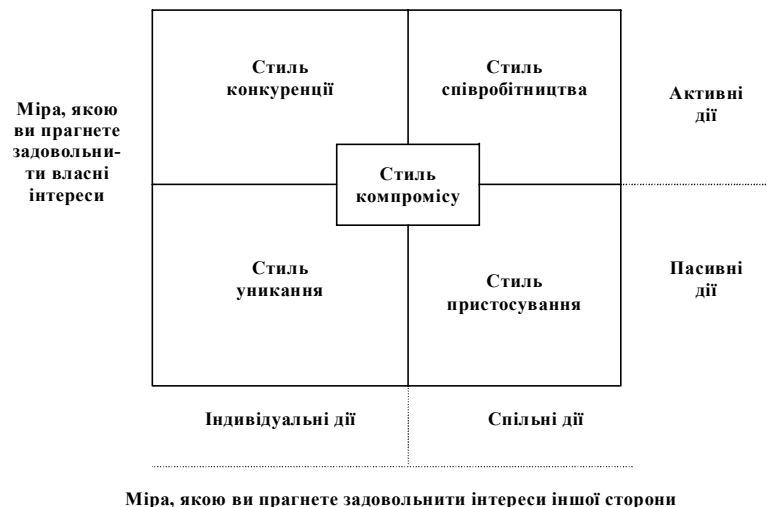 Стиль
конкуренції
Стиль
співробітництва
Міра, якою
ви прагнете
задовольни-
ти власні
інтереси
Активні
дії
Стиль
компромісу
Стиль
уникання
Стиль
пристосування
Пасивні
дії
Індивідуальні дії
Спільні дії
Міра, якою ви прагнете задовольнити інтереси іншої сторони